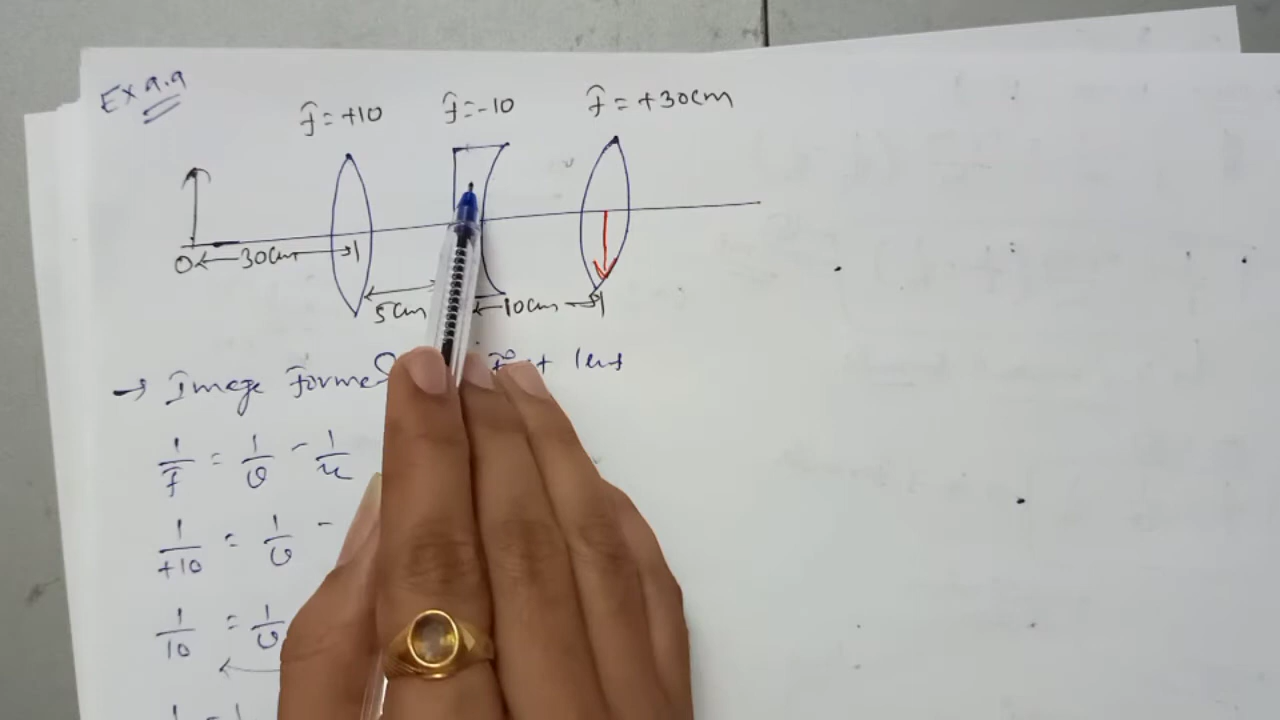 Ex 9.9
f = +10 f = -10 f = +30cm
O 30cm
5cm 10cm
→ Image Forme lens
1/f = 1/v - 1/u
1/+10 = 1/v -
1/10 = 1/v